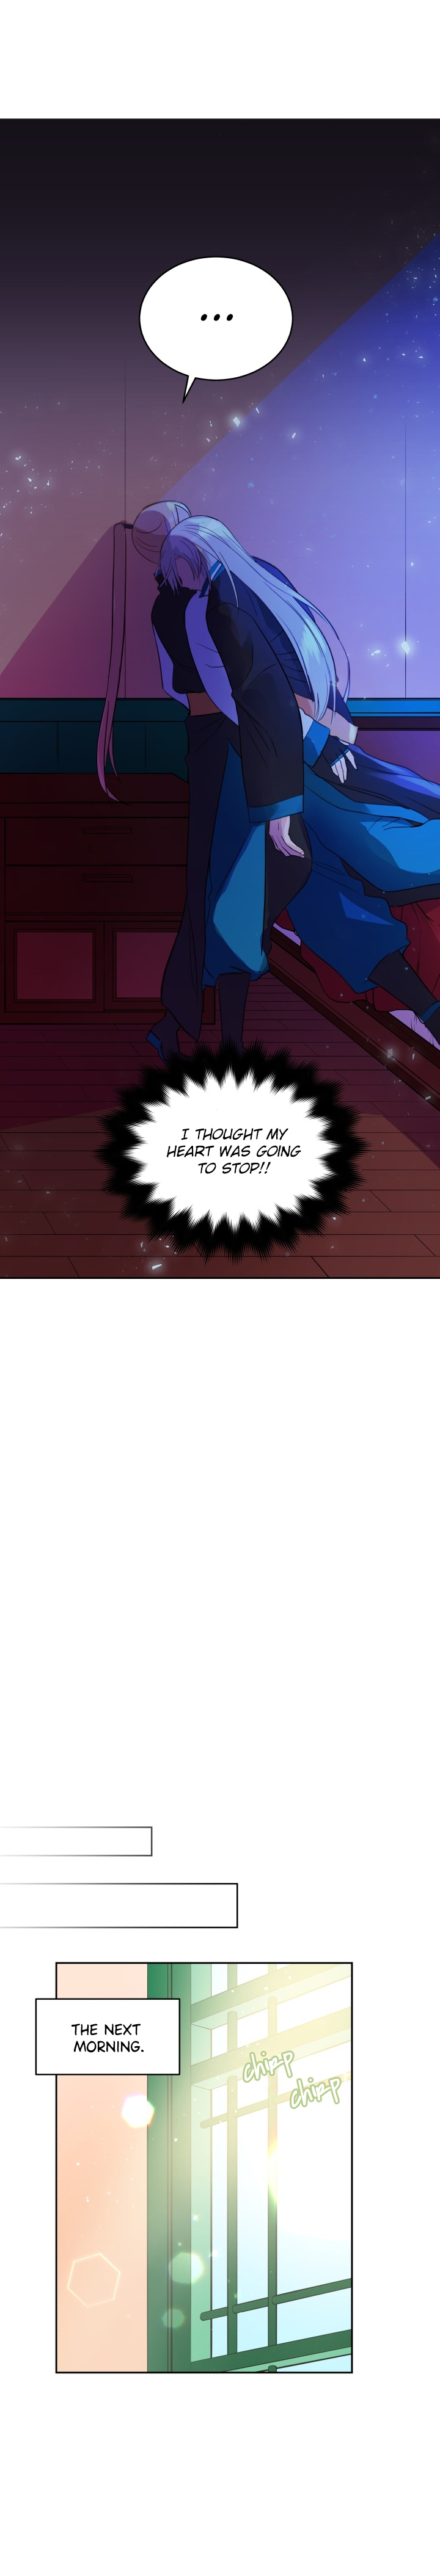 ...
I THOUGHT MY
HEART WAS GOING
TO STOP!!
THE NEXT
MORNING.
chirp
chirp